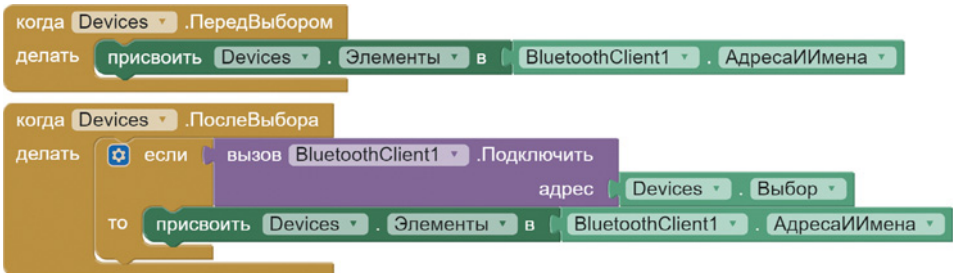 когда Devices .ПередВыбором
делать присвоить Devices . Элементы в BluetoothClient1 . АдресаИИмена
когда Devices .ПослеВыбора
делать если вызов BluetoothClient1 .Подключить
адрес Devices . Выбор
то присвоить Devices . Элементы в BluetoothClient1 . АдресаИИмена